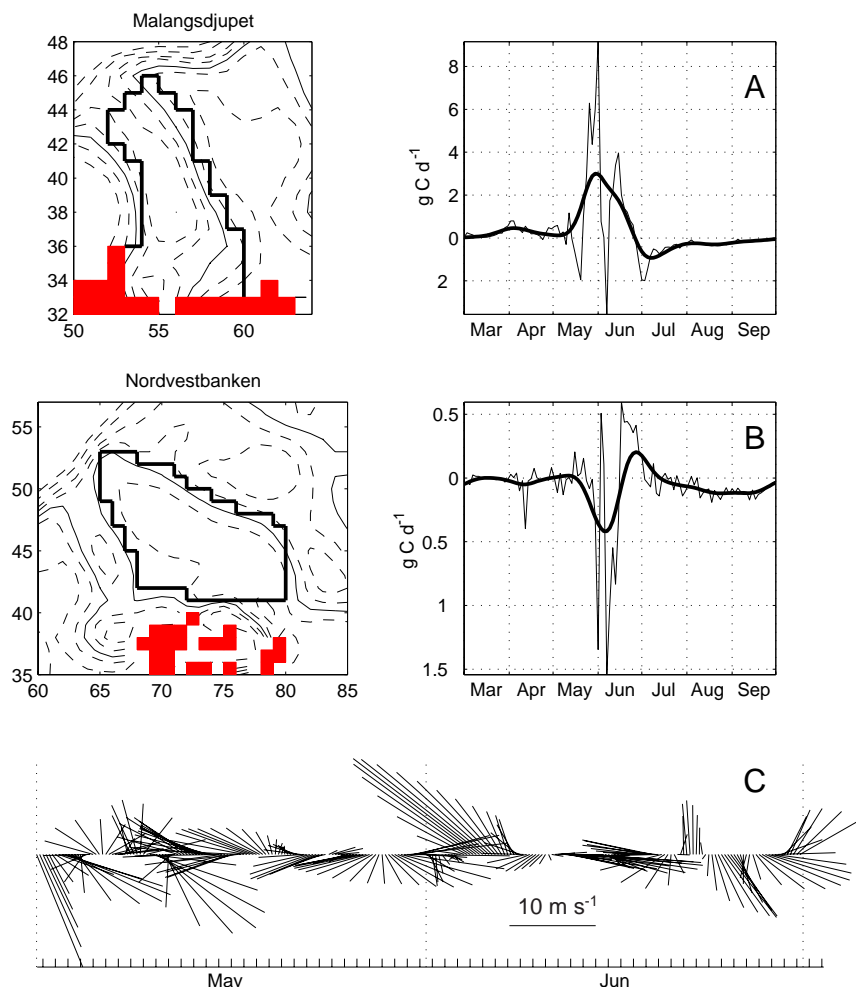 Malangsdjupet
48
46
44
42
40
38
36
34
32
50 55 60
A
g C d-1
8
6
4
2
0
2
Mar Apr May Jun Jul Aug Sep
Nordvestbanken
55
50
45
40
35
60 65 70 75 80 85
B
g C d-1
0.5
0
0.5
1
1.5
Mar Apr May Jun Jul Aug Sep
C
10 m s-1
May Jun